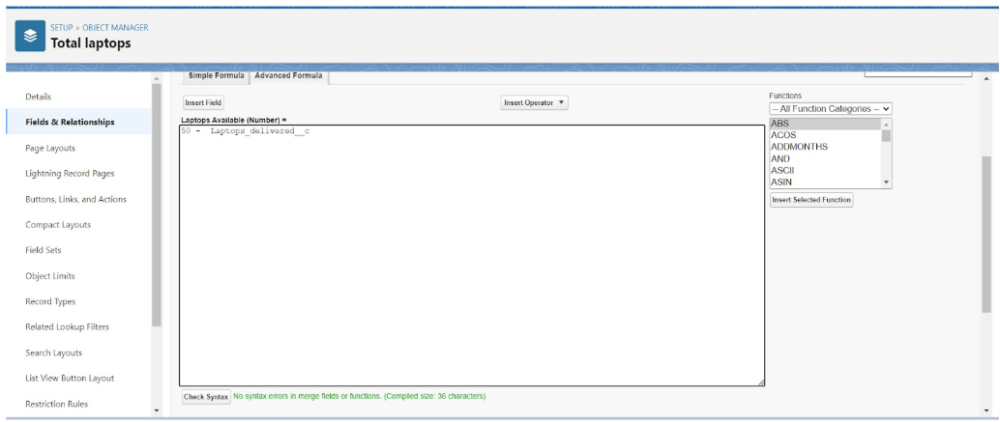 SETUP > OBJECT MANAGER
Total laptops
Details
Fields & Relationships
Page Layouts
Lightning Record Pages
Buttons, Links, and Actions
Compact Layouts
Field Sets
Object Limits
Record Types
Related Lookup Filters
Search Layouts
List View Button Layout
Restriction Rules
Simple Formula Advanced Formula
Insert Field Insert Operator ▼
Laptops Available (Number) =
50 - Laptops_delivered__c
Functions
-- All Function Categories --
ABS
ACOS
ADDMONTHS
AND
ASCII
ASIN
Insert Selected Function
Check Syntax No syntax errors in merge fields or functions. (Compiled size: 36 characters)